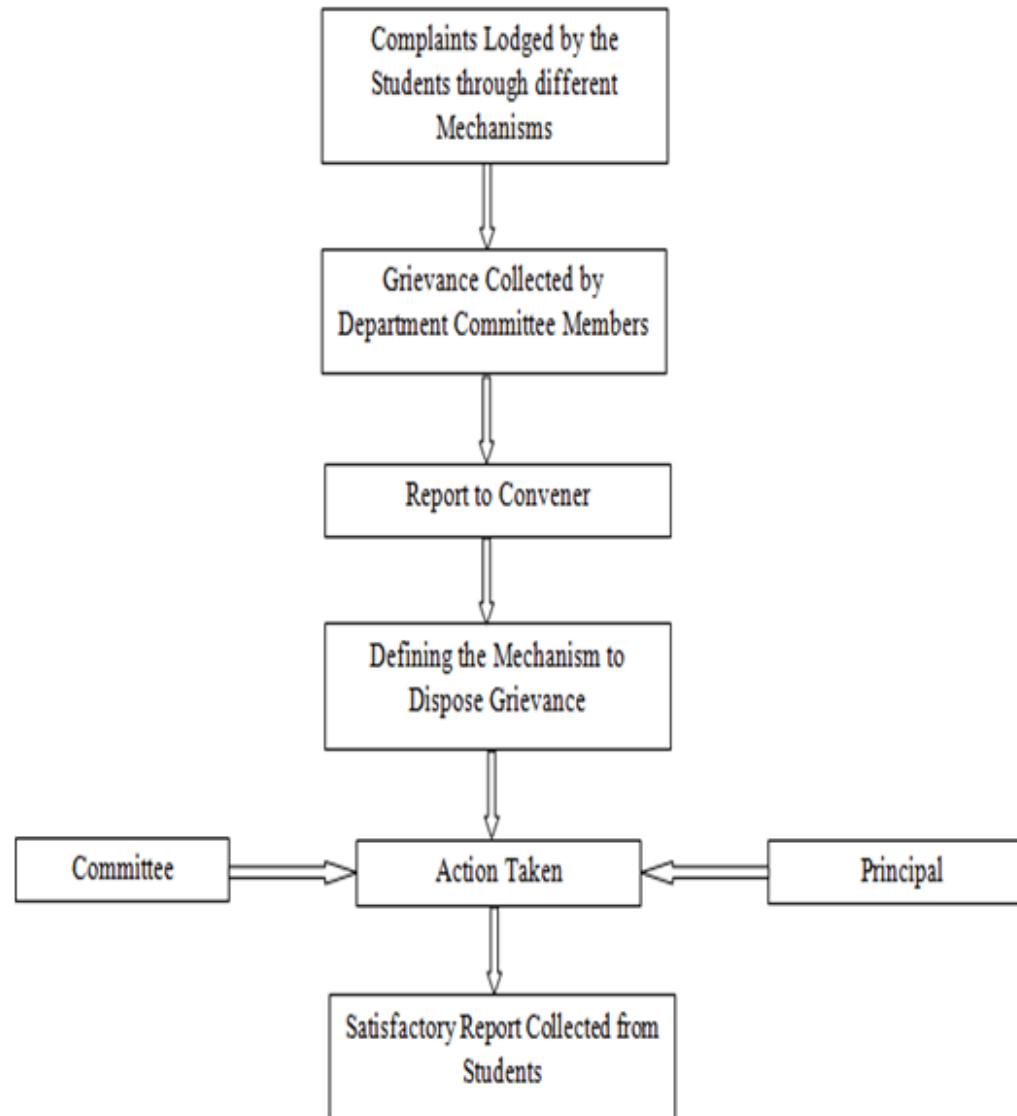 Complaints Lodged by the
Students through different
Mechanisms
Grievance Collected by
Department Committee Members
Report to Convener
Defining the Mechanism to
Dispose Grievance
Committee
Action Taken
Principal
Satisfactory Report Collected from
Students